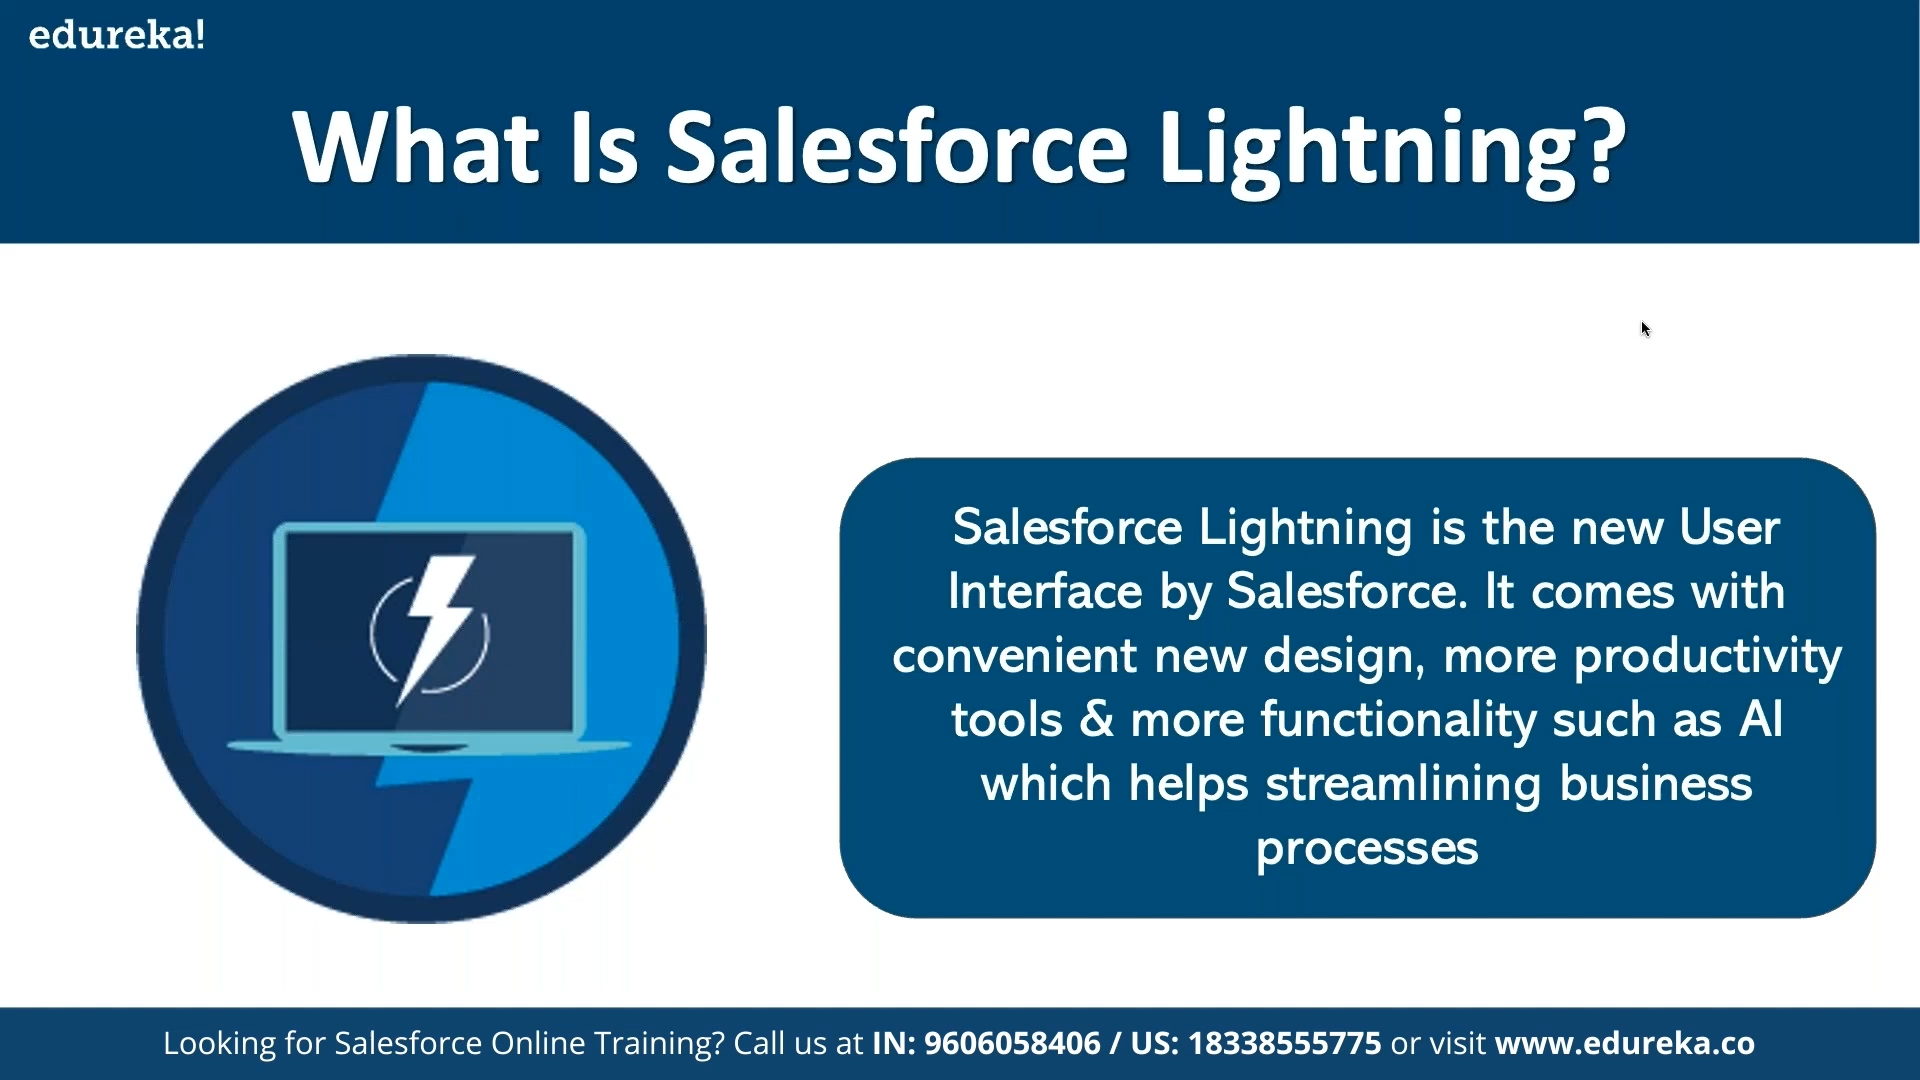 edureka!
What Is Salesforce Lightning?
Salesforce Lightning is the new User
Interface by Salesforce. It comes with
convenient new design, more productivity
tools & more functionality such as AI
which helps streamlining business
processes
Looking for Salesforce Online Training? Call us at IN: 9606058406 / US: 18338555775 or visit www.edureka.co